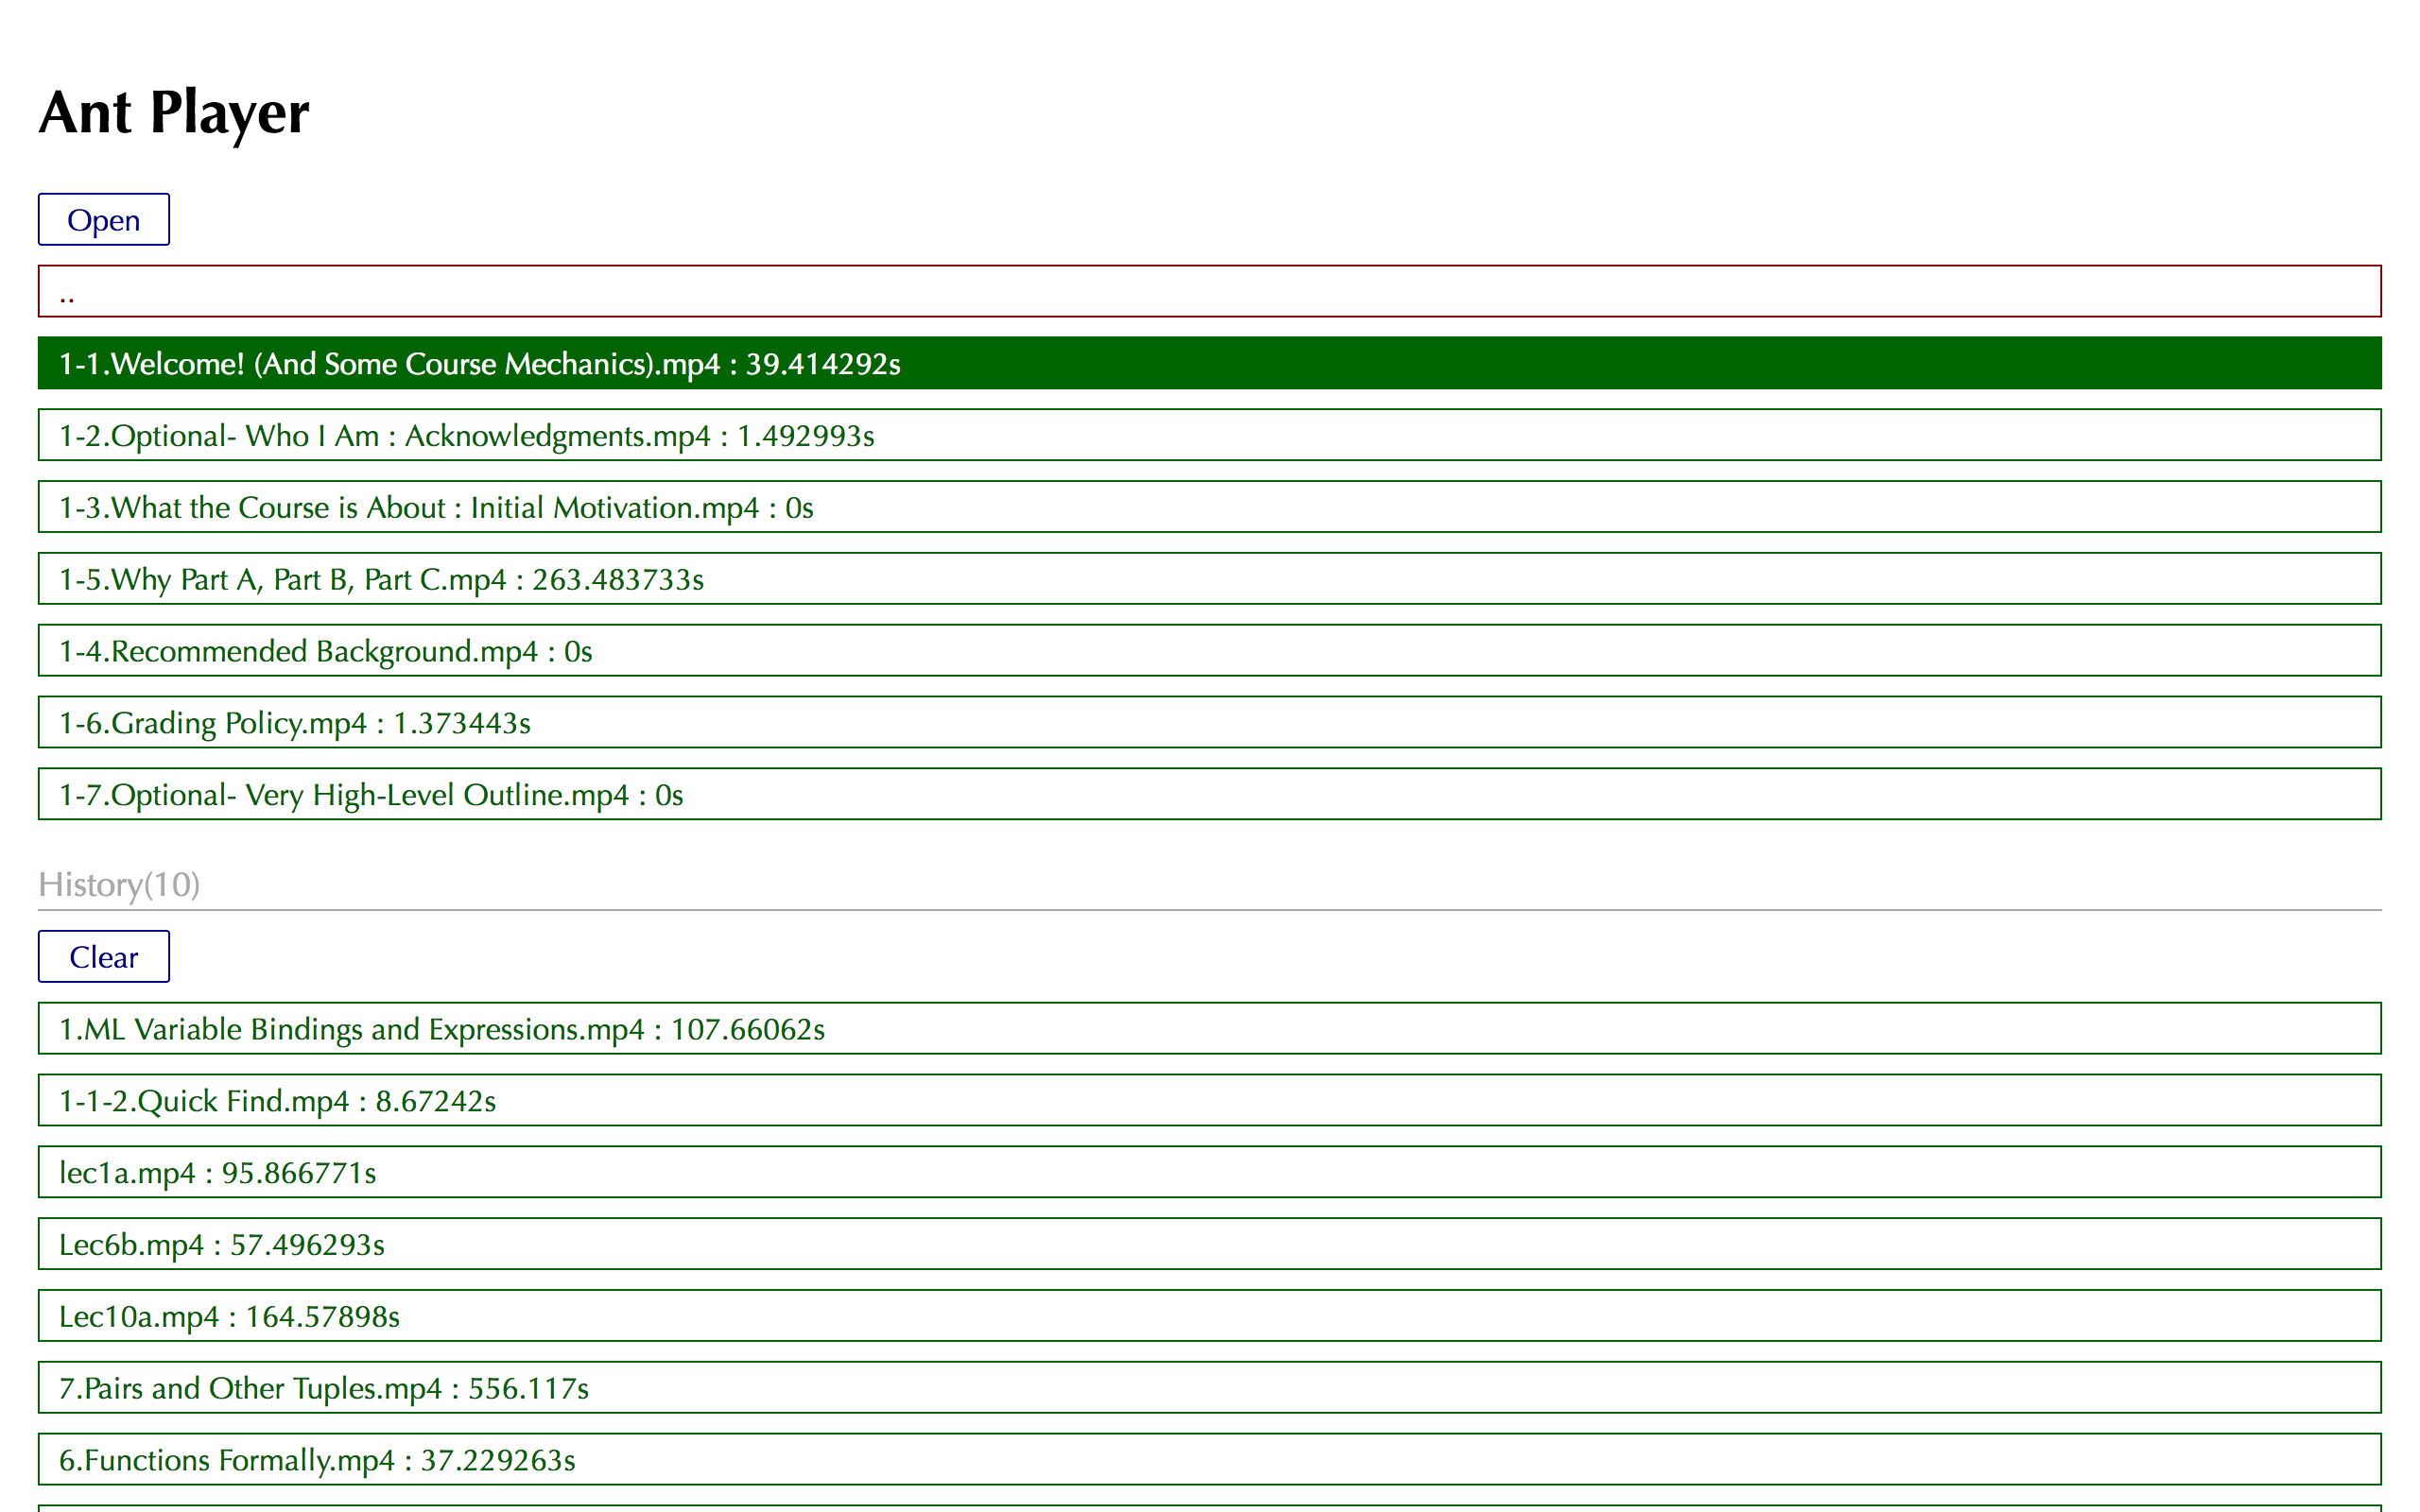 Ant Player
Open
..
1-1.Welcome! (And Some Course Mechanics).mp4 : 39.414292s
1-2.Optional- Who I Am : Acknowledgments.mp4 : 1.492993s
1-3.What the Course is About : Initial Motivation.mp4 : 0s
1-5.Why Part A, Part B, Part C.mp4 : 263.483733s
1-4.Recommended Background.mp4 : 0s
1-6.Grading Policy.mp4 : 1.373443s
1-7.Optional- Very High-Level Outline.mp4 : 0s
History(10)
Clear
1.ML Variable Bindings and Expressions.mp4 : 107.66062s
1-1-2.Quick Find.mp4 : 8.67242s
lec1a.mp4 : 95.866771s
Lec6b.mp4 : 57.496293s
Lec10a.mp4 : 164.57898s
7.Pairs and Other Tuples.mp4 : 556.117s
6.Functions Formally.mp4 : 37.229263s